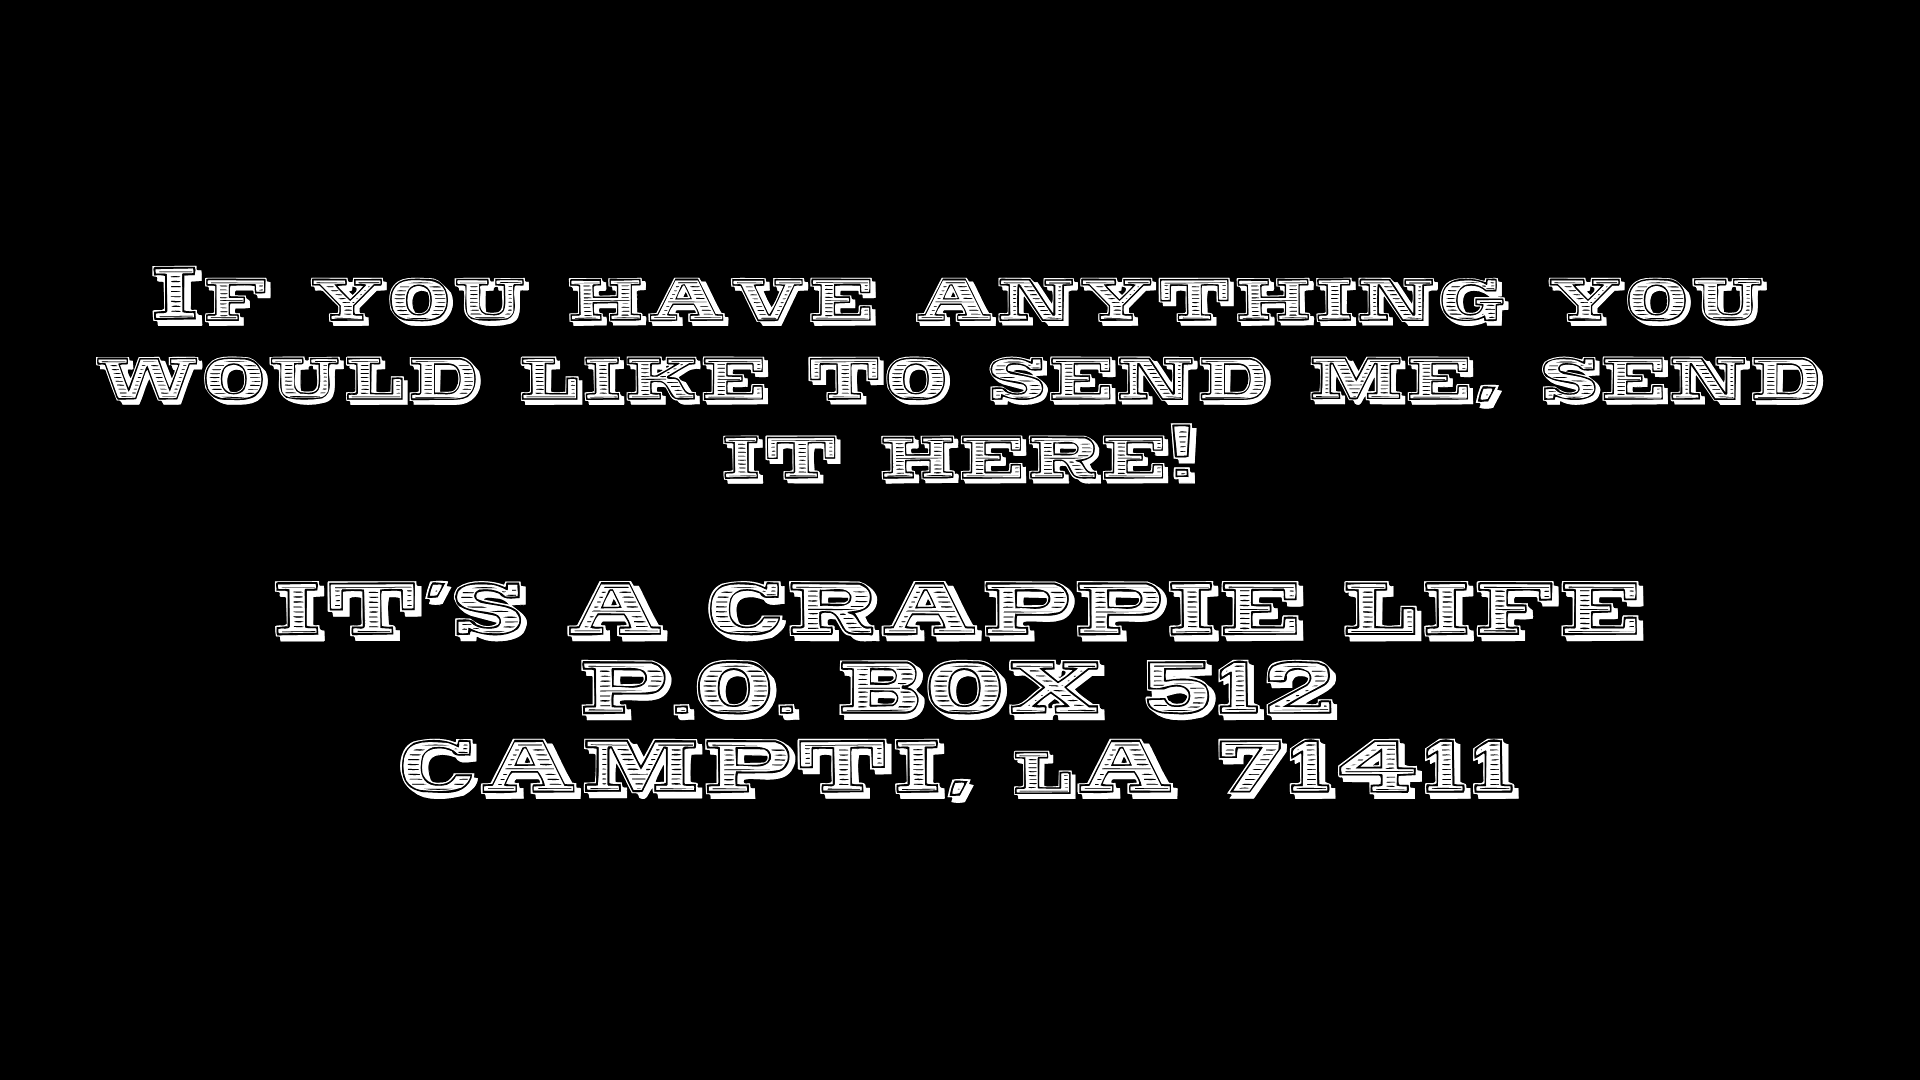 If you have anything you
would like to send me, send
it here!
IT'S A CRAPPIE LIFE
P.O. BOX 512
CAMPTI, lA 71411